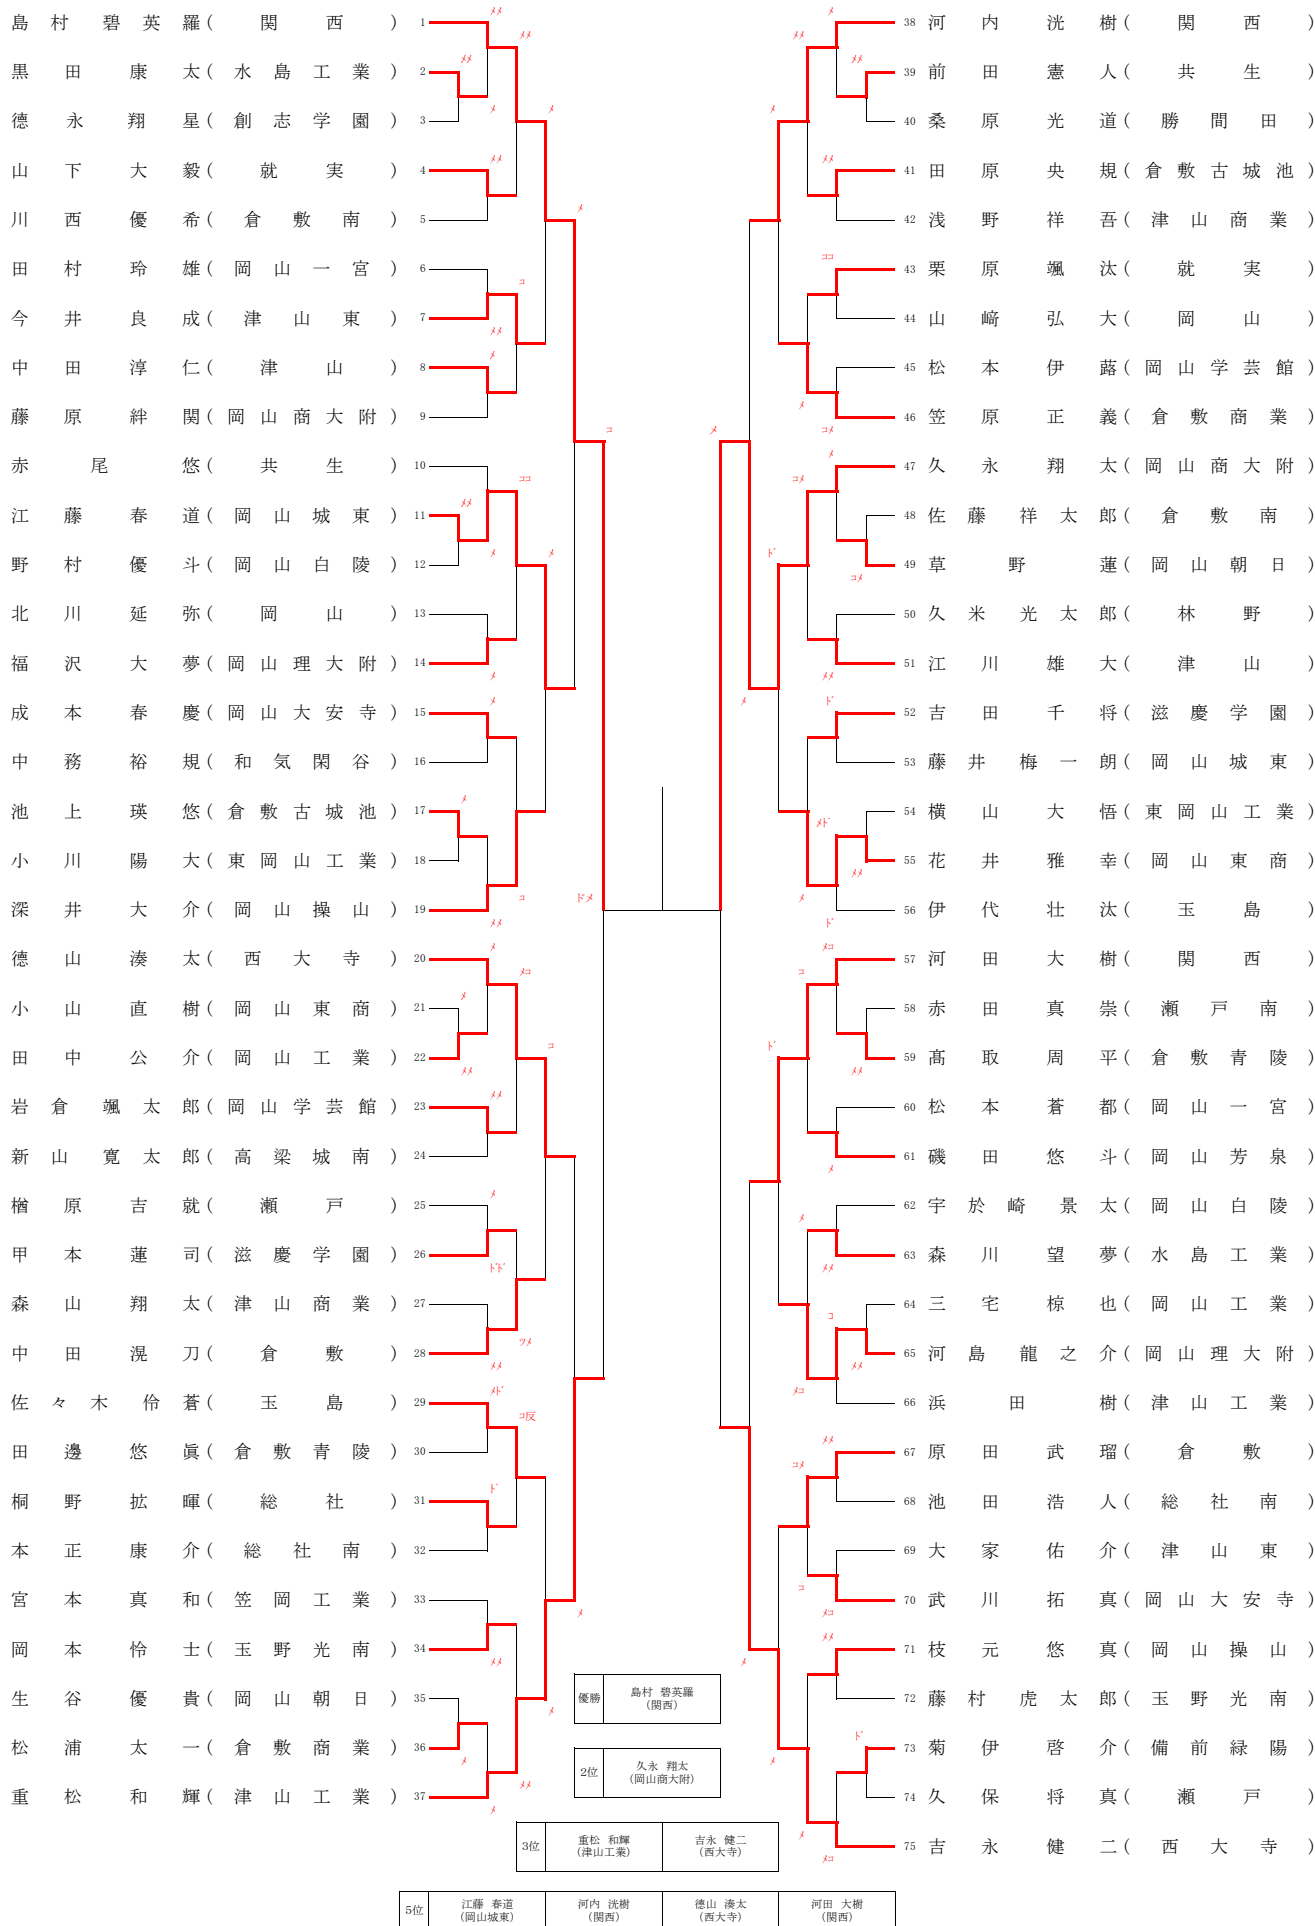 島村碧英羅(関西) 1
黒田康太(水島工業) 2
徳永翔星(創志学園) 3
山下大毅(就実) 4
川西優希(倉敷南) 5
田村玲雄(岡山一宮) 6
今井良成(津山東) 7
中田淳仁(津山) 8
藤原絆関(岡山商大附) 9
赤尾悠(共生) 10
江藤春道(岡山城東) 11
野村優斗(岡山白陵) 12
北川延弥(岡山) 13
福沢大夢(岡山理大附) 14
成本春慶(岡山大安寺) 15
中務裕規(和気閑谷) 16
池上瑛悠(倉敷古城池) 17
小川陽大(東岡山工業) 18
深井大介(岡山操山) 19
徳山湊太(西大寺) 20
小山直樹(岡山東商) 21
田中公介(岡山工業) 22
岩倉颯太郎(岡山学芸館) 23
新山寛太郎(高梁城南) 24
楢原吉就(瀬戸) 25
甲本蓮司(滋慶学園) 26
森山翔太(津山商業) 27
中田滉刀(倉敷) 28
佐々木伶蒼(玉島) 29
田邊悠眞(倉敷青陵) 30
桐野拡暉(総社) 31
本正康介(総社南) 32
宮本真和(笠岡工業) 33
岡本怜士(玉野光南) 34
生谷優貴(岡山朝日) 35
松浦太一(倉敷商業) 36
重松和輝(津山工業) 37
38 河内洸樹(関西)
39 前田憲人(共生)
40 桑原光道(勝間田)
41 田原央規(倉敷古城池)
42 浅野祥吾(津山商業)
43 栗原颯汰(就実)
44 山﨑弘大(岡山)
45 松本伊蕗(岡山学芸館)
46 笠原正義(倉敷商業)
47 久永翔太(岡山商大附)
48 佐藤祥太郎(倉敷南)
49 草野蓮(岡山朝日)
50 久米光太郎(林野)
51 江川雄大(津山)
52 吉田千将(滋慶学園)
53 藤井梅一朗(岡山城東)
54 横山大悟(東岡山工業)
55 花井雅幸(岡山東商)
56 伊代壮汰(玉島)
57 河田大樹(関西)
58 赤田真崇(瀬戸南)
59 髙取周平(倉敷青陵)
60 松本蒼都(岡山一宮)
61 磯田悠斗(岡山芳泉)
62 宇於崎景太(岡山白陵)
63 森川望夢(水島工業)
64 三宅椋也(岡山工業)
65 河島龍之介(岡山理大附)
66 浜田樹(津山工業)
67 原田武瑠(倉敷)
68 池田浩人(総社南)
69 大家佑介(津山東)
70 武川拓真(岡山大安寺)
71 枝元悠真(岡山操山)
72 藤村虎太郎(玉野光南)
73 菊伊啓介(備前緑陽)
74 久保将真(瀬戸)
75 吉永健二(西大寺)
優勝 島村 碧英羅
(関西)
2位 久永 翔太
(岡山商大附)
3位 重松 和輝 吉永 健二
(津山工業) (西大寺)
5位 江藤 春道 河内 洸樹 徳山 湊太 河田 大樹
(岡山城東) (関西) (西大寺) (関西)